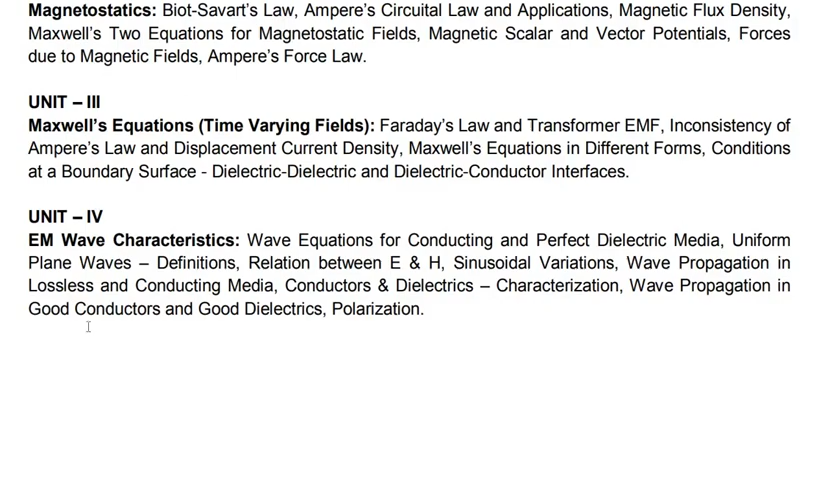 Magnetostatics: Biot-Savart's Law, Ampere's Circuital Law and Applications, Magnetic Flux Density,
Maxwell's Two Equations for Magnetostatic Fields, Magnetic Scalar and Vector Potentials, Forces
due to Magnetic Fields, Ampere's Force Law.
UNIT – III
Maxwell's Equations (Time Varying Fields): Faraday's Law and Transformer EMF, Inconsistency of
Ampere's Law and Displacement Current Density, Maxwell's Equations in Different Forms, Conditions
at a Boundary Surface - Dielectric-Dielectric and Dielectric-Conductor Interfaces.
UNIT – IV
EM Wave Characteristics: Wave Equations for Conducting and Perfect Dielectric Media, Uniform
Plane Waves – Definitions, Relation between E & H, Sinusoidal Variations, Wave Propagation in
Lossless and Conducting Media, Conductors & Dielectrics – Characterization, Wave Propagation in
Good Conductors and Good Dielectrics, Polarization.